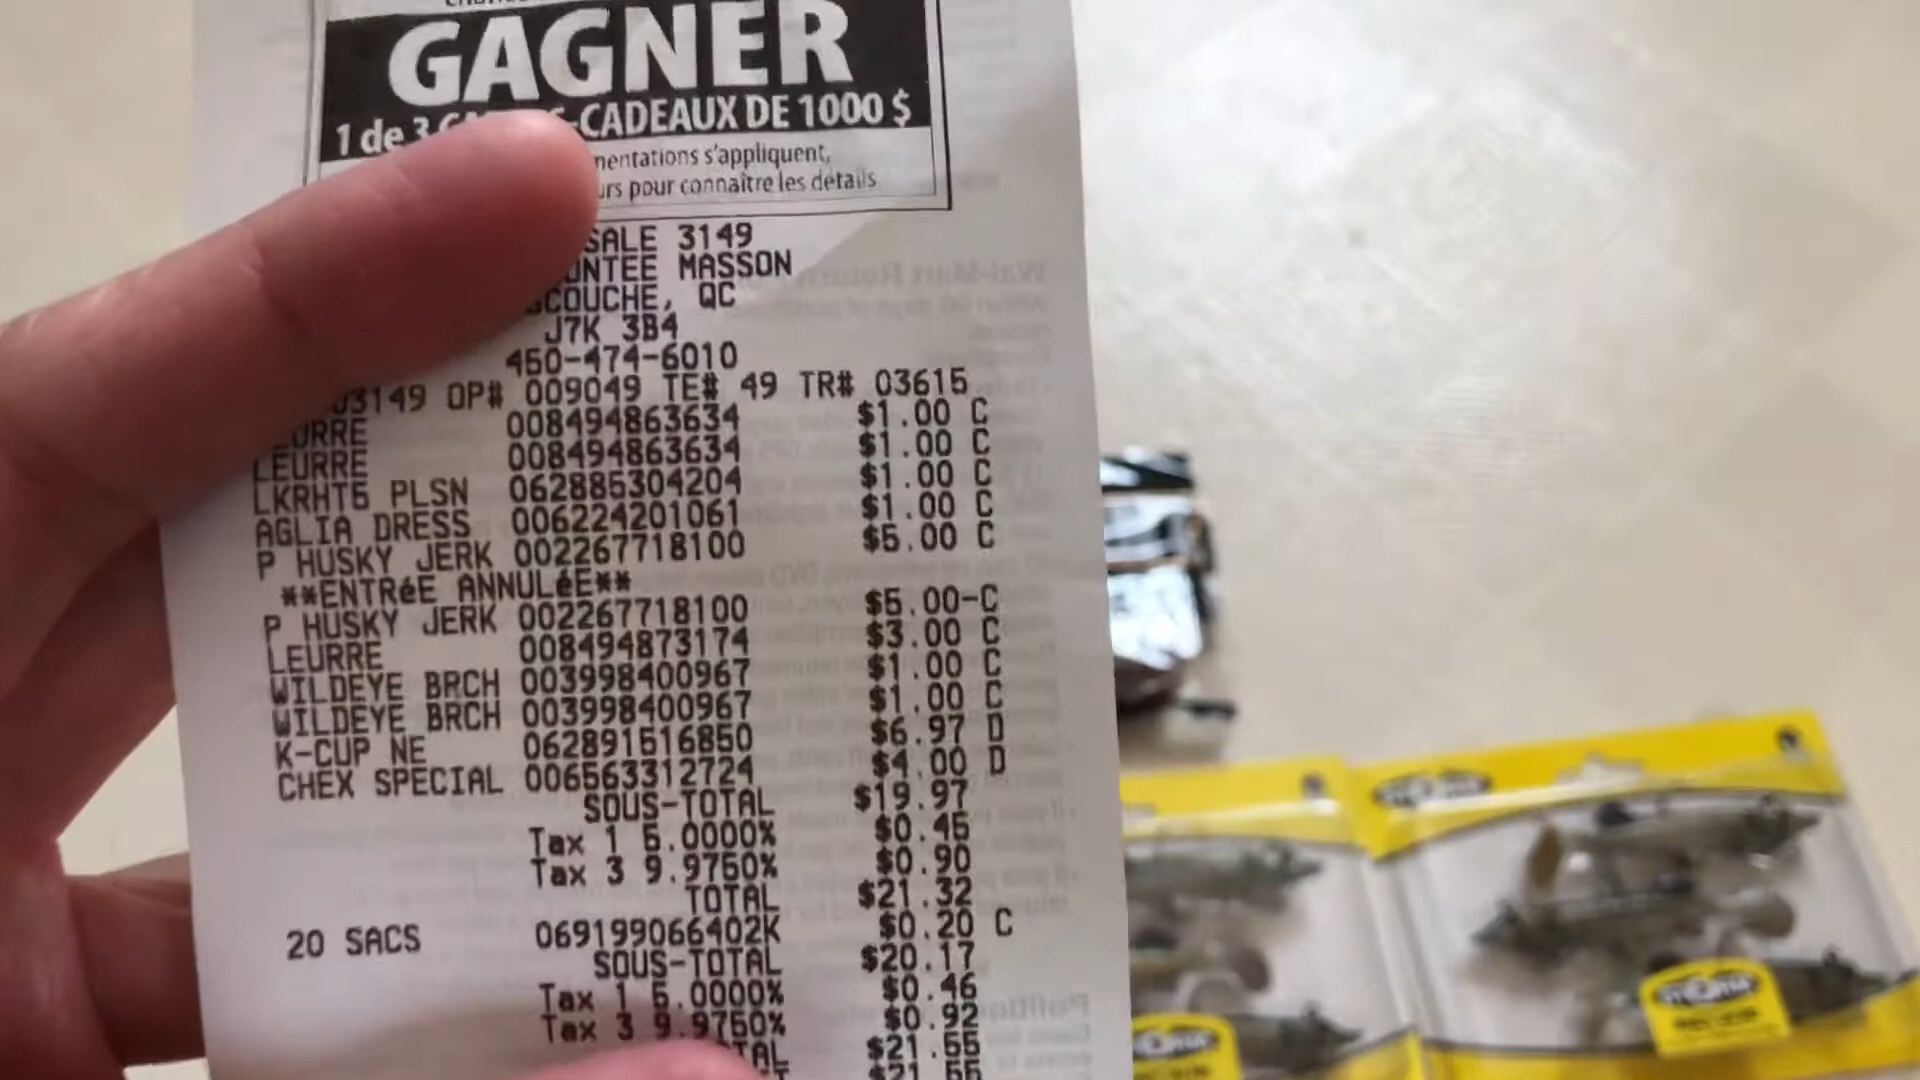 GAGNER
1 de 3 -CADEAUX DE 1000 $
mentations s'appliquent,
urs pour connaître les détails
SALE 3149
ONTEE MASSON
COUCHE, QC
J7K 3B4
450-474-6010
03149 OP# 009049 TE# 49 TR# 03615
LEURRE 008494863634 $1.00 C
LEURRE 008494863634 $1.00 C
LKRHT5 PLSN 062885304204 $1.00 C
AGLIA DRESS 006224201061 $1.00 C
P HUSKY JERK 002267718100 $5.00 C
**ENTRéE ANNULéE**
P HUSKY JERK 002267718100 $5.00-C
LEURRE 008494873174 $3.00 C
WILDEYE BRCH 003998400967 $1.00 C
WILDEYE BRCH 003998400967 $1.00 C
K-CUP NE 062891516850 $6.97 D
CHEX SPECIAL 006563312724 $4.00 D
SOUS-TOTAL $19.97
Tax 1 5.0000% $0.45
Tax 3 9.9750% $0.90
TOTAL $21.32
20 SACS 069199066402K $0.20 C
SOUS-TOTAL $20.17
Tax 1 5.0000% $0.46
Tax 3 9.9750% $0.92
TAL $21.55
$21.55